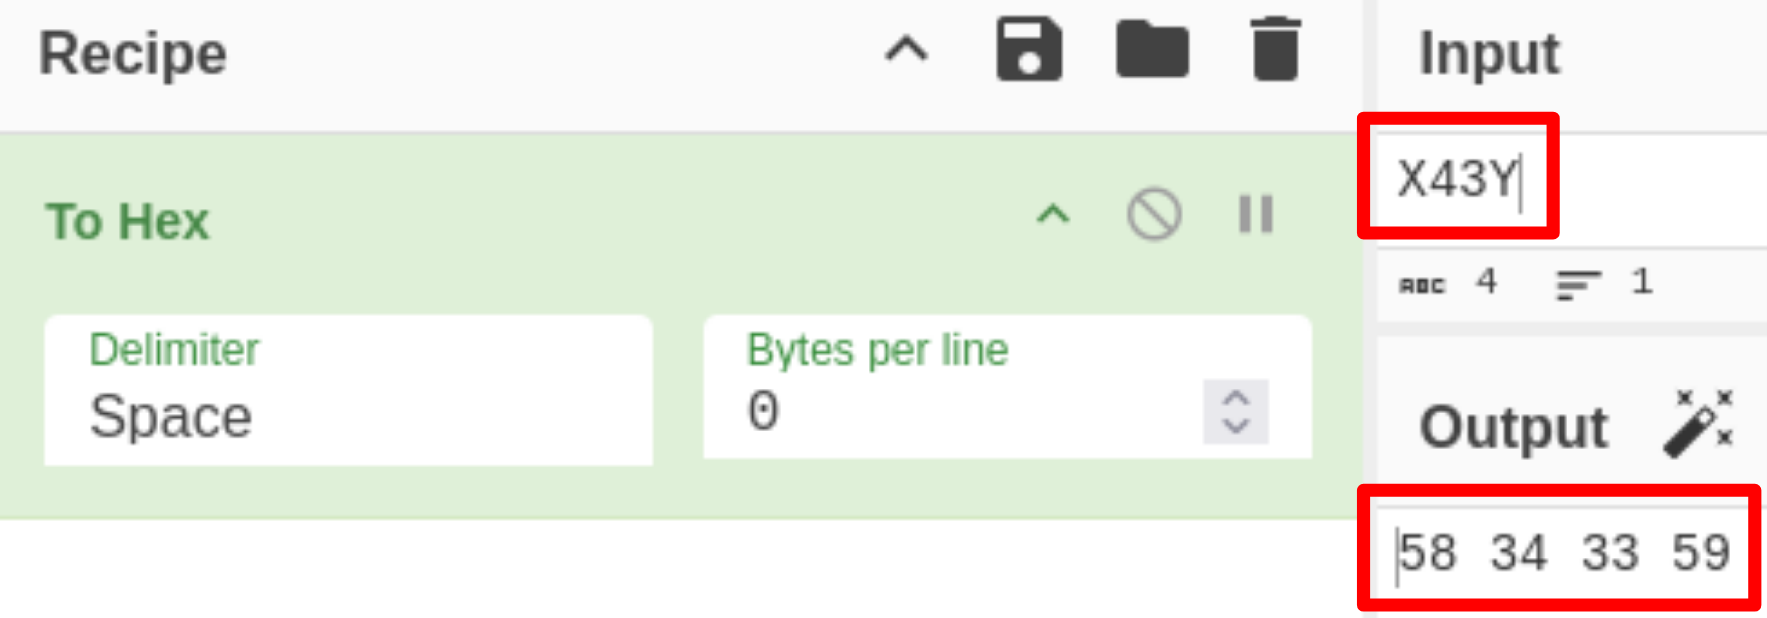 Recipe
To Hex
Delimiter
Space
Bytes per line
0
Input
X43Y
ABC 4 1
Output
58 34 33 59